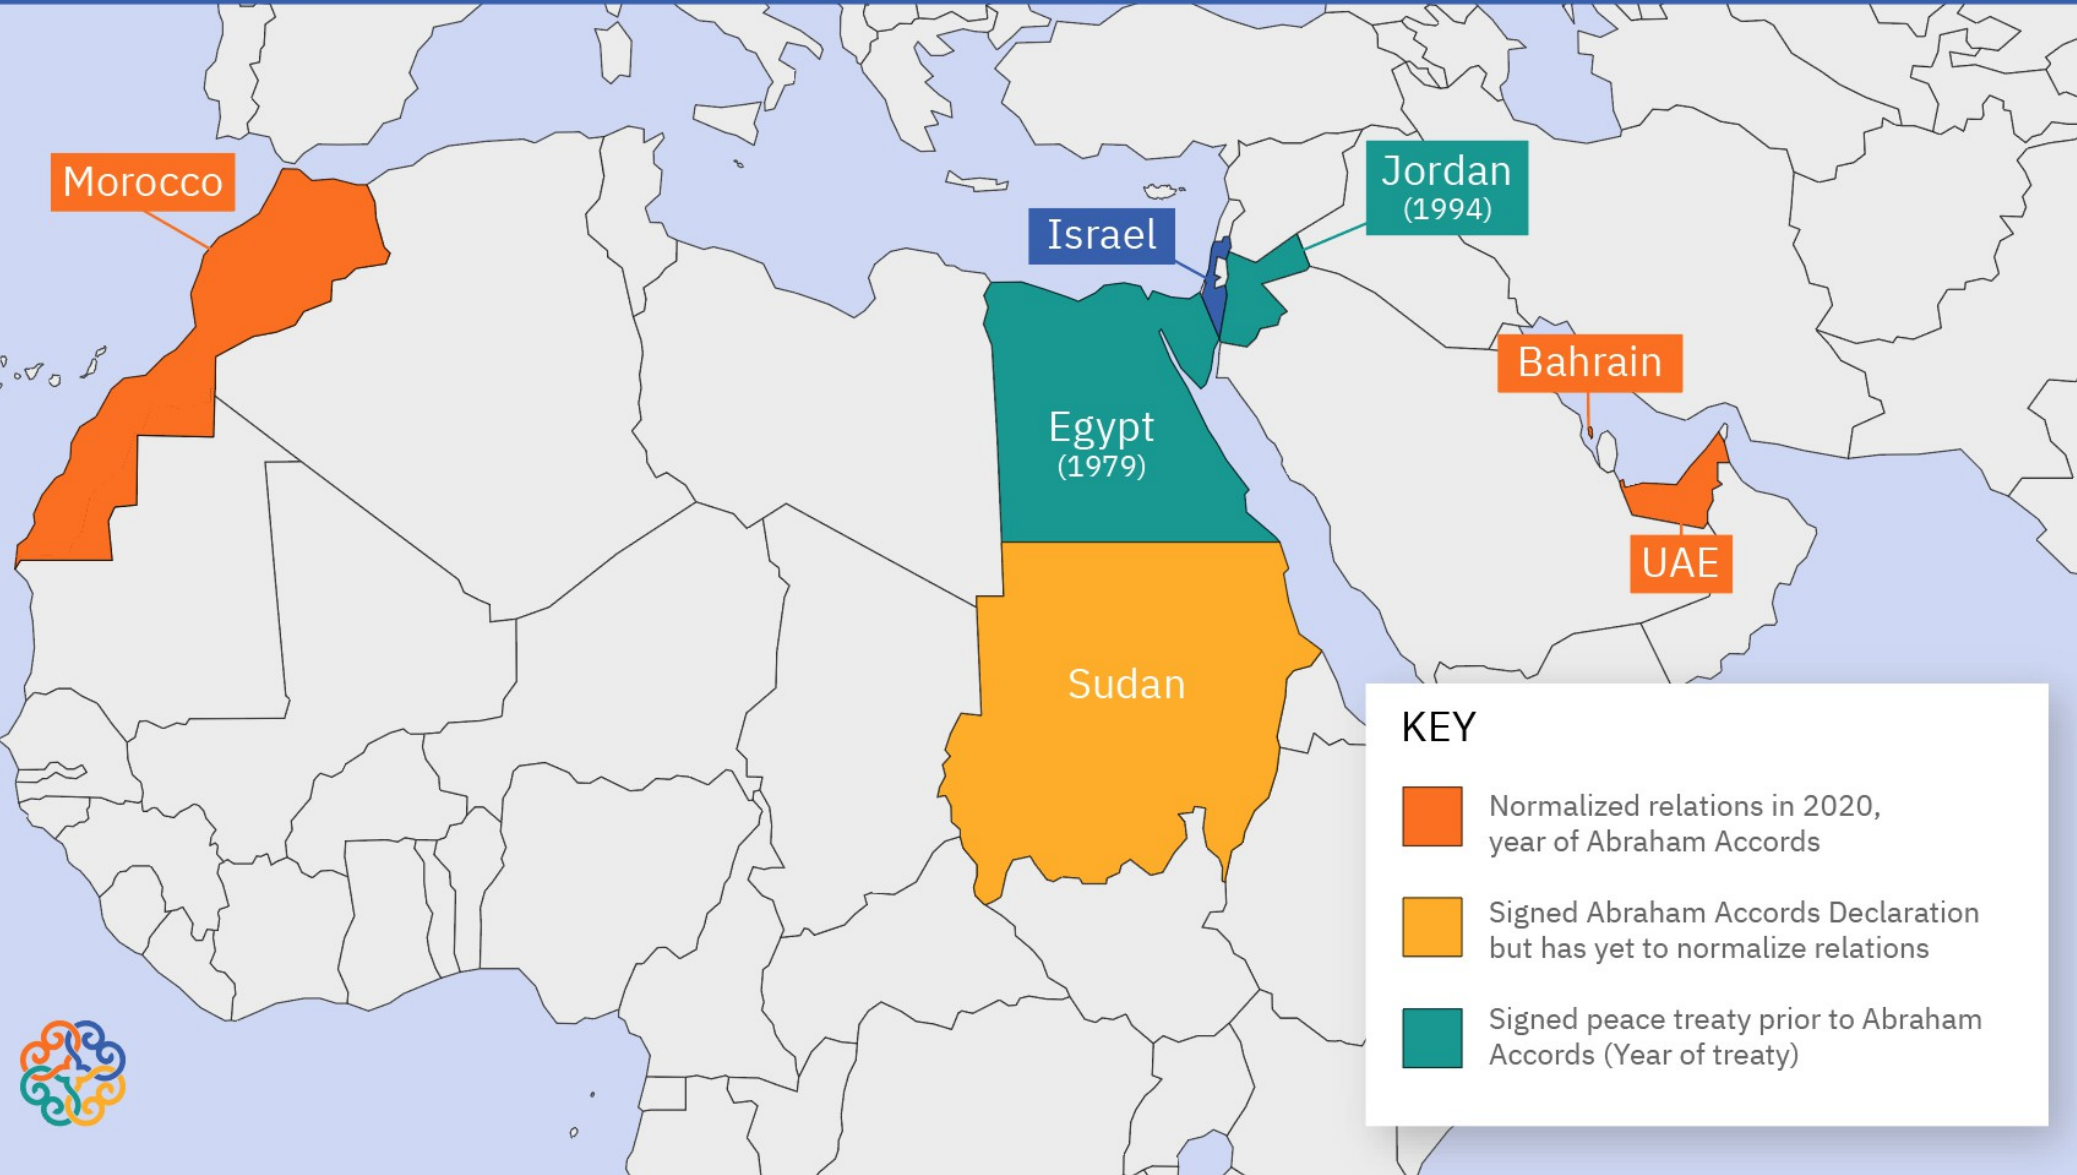 Morocco
Jordan
(1994)
Israel
Bahrain
Egypt
(1979)
UAE
Sudan
KEY
Normalized relations in 2020,
year of Abraham Accords
Signed Abraham Accords Declaration
but has yet to normalize relations
Signed peace treaty prior to Abraham
Accords (Year of treaty)